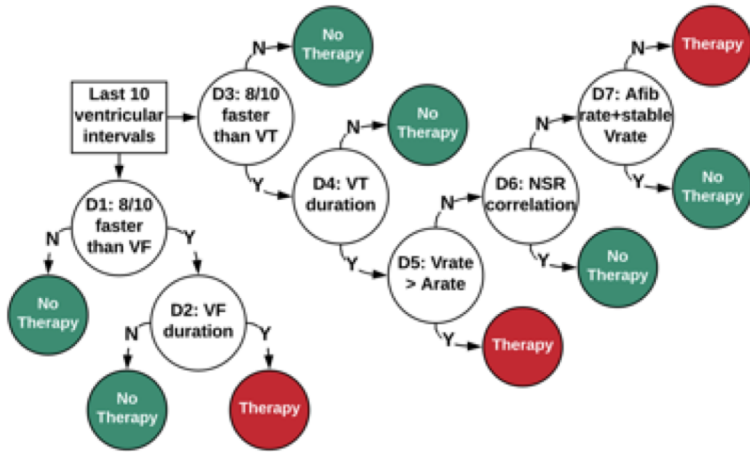 Last 10
ventricular
intervals
D3: 8/10
faster
than VT
N
No
Therapy
Y
D4: VT
duration
N
No
Therapy
Y
D5: Vrate
> Arate
N
D6: NSR
correlation
N
D7: Afib
rate+stable
Vrate
N
Therapy
Y
No
Therapy
Y
No
Therapy
Y
Therapy
D1: 8/10
faster
than VF
N
No
Therapy
Y
D2: VF
duration
N
No
Therapy
Y
Therapy